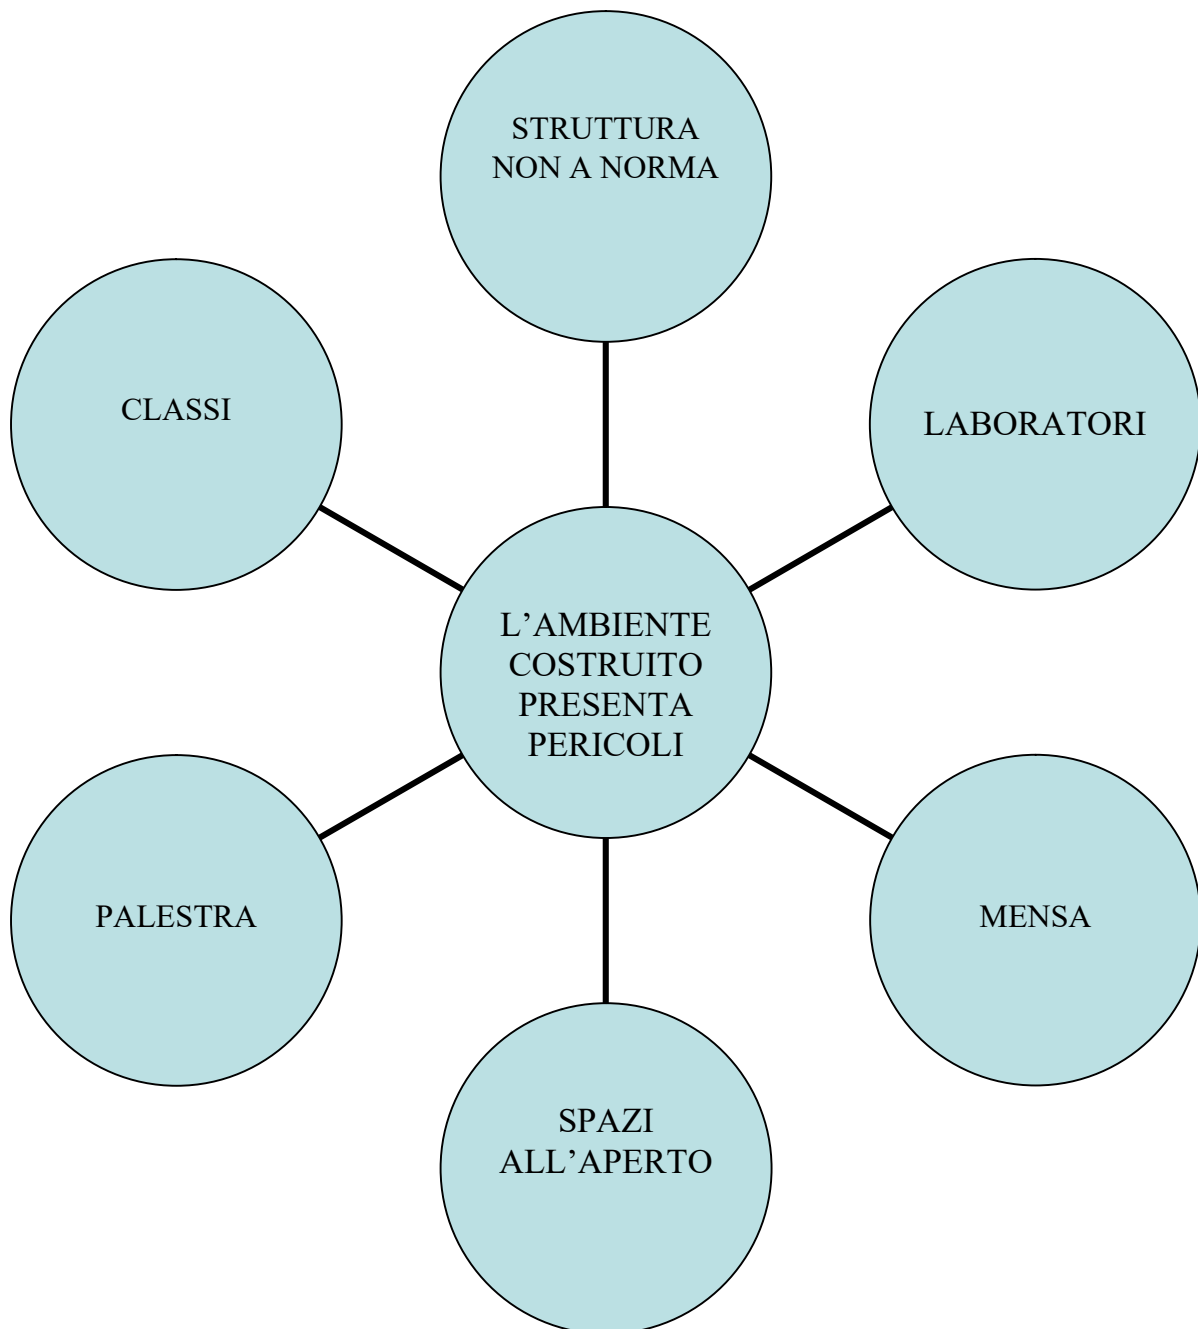 STRUTTURA
NON A NORMA
CLASSI
LABORATORI
L’AMBIENTE
COSTRUITO
PRESENTA
PERICOLI
PALESTRA
MENSA
SPAZI
ALL’APERTO